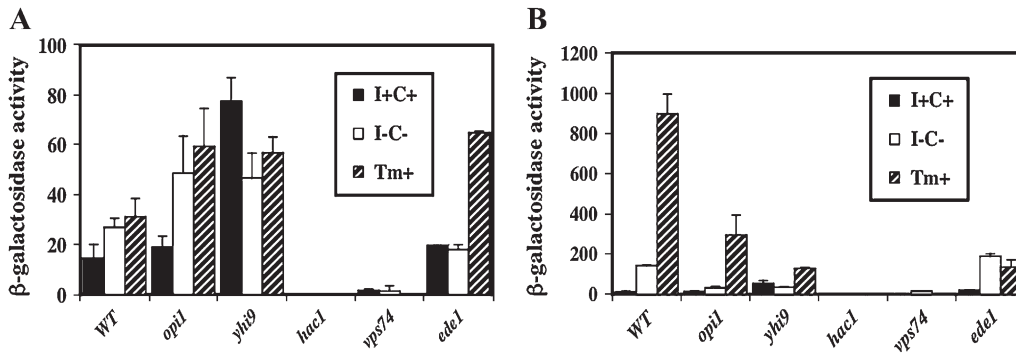 A
β-galactosidase activity
100
80
60
40
20
0
I+C+
I-C-
Tm+
WT
opi1
yhi9
hac1
vps74
ede1
B
β-galactosidase activity
1200
1000
800
600
400
200
0
I+C+
I-C-
Tm+
WT
opi1
yhi9
hac1
vps74
ede1